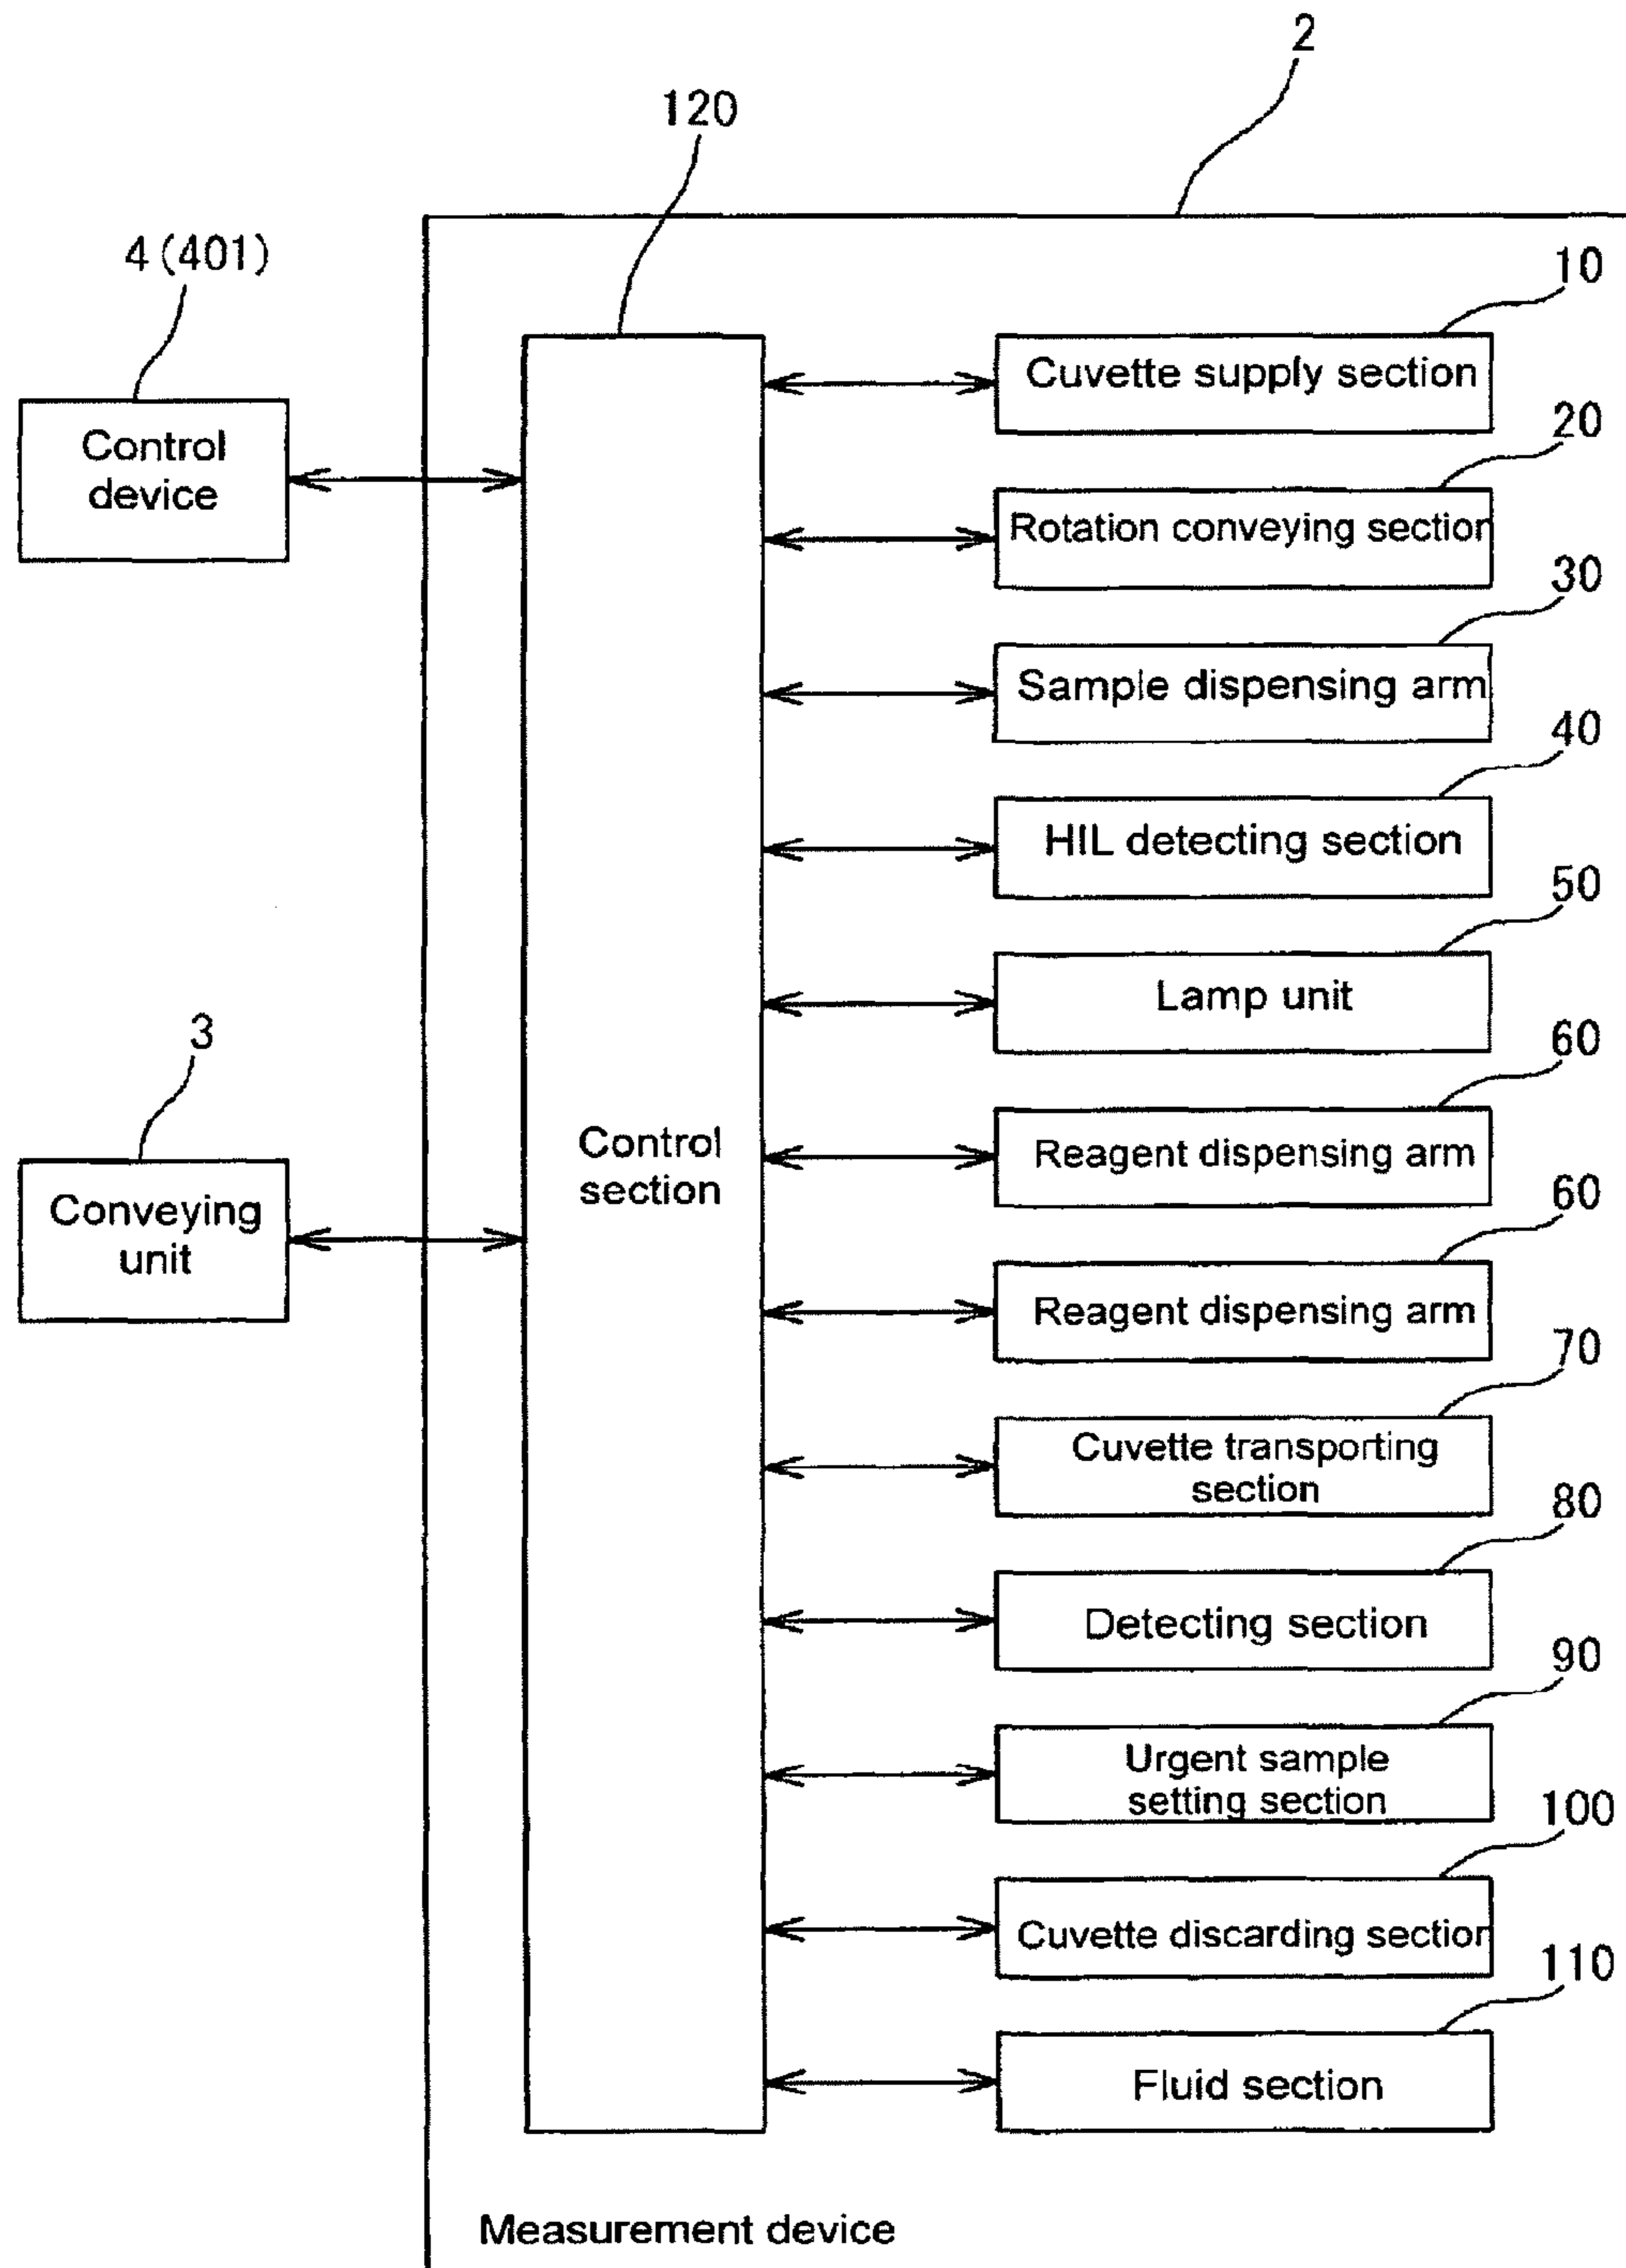 2
120
4 (401)
10
Control
device
Cuvette supply section
20
Rotation conveying section
30
Sample dispensing arm
40
HIL detecting section
50
Lamp unit
3
60
Conveying
unit
Control
section
Reagent dispensing arm
60
Reagent dispensing arm
70
Cuvette transporting
section
80
Detecting section
90
Urgent sample
setting section
100
Cuvette discarding section
110
Fluid section
Measurement device